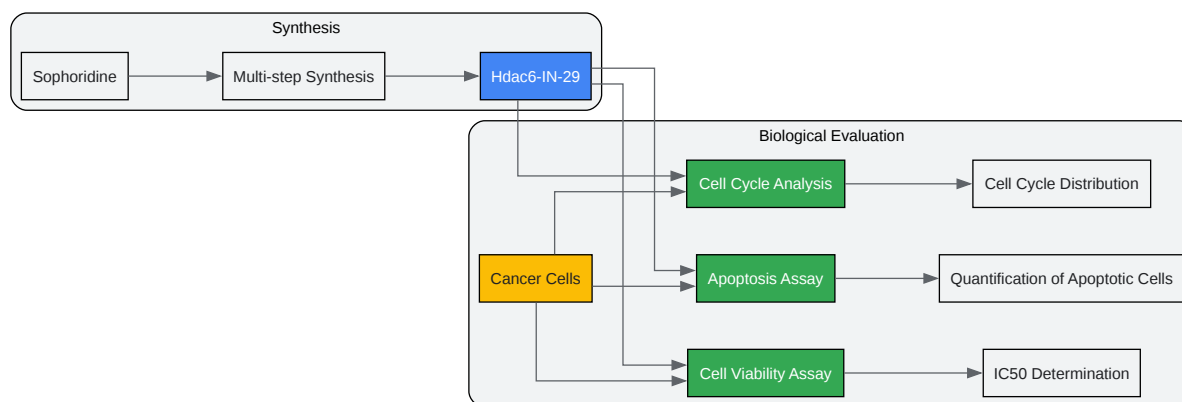 Synthesis
Sophoridine
Multi-step Synthesis
Hdac6-IN-29
Biological Evaluation
Cell Cycle Analysis
Cell Cycle Distribution
Cancer Cells
Apoptosis Assay
Quantification of Apoptotic Cells
Cell Viability Assay
IC50 Determination